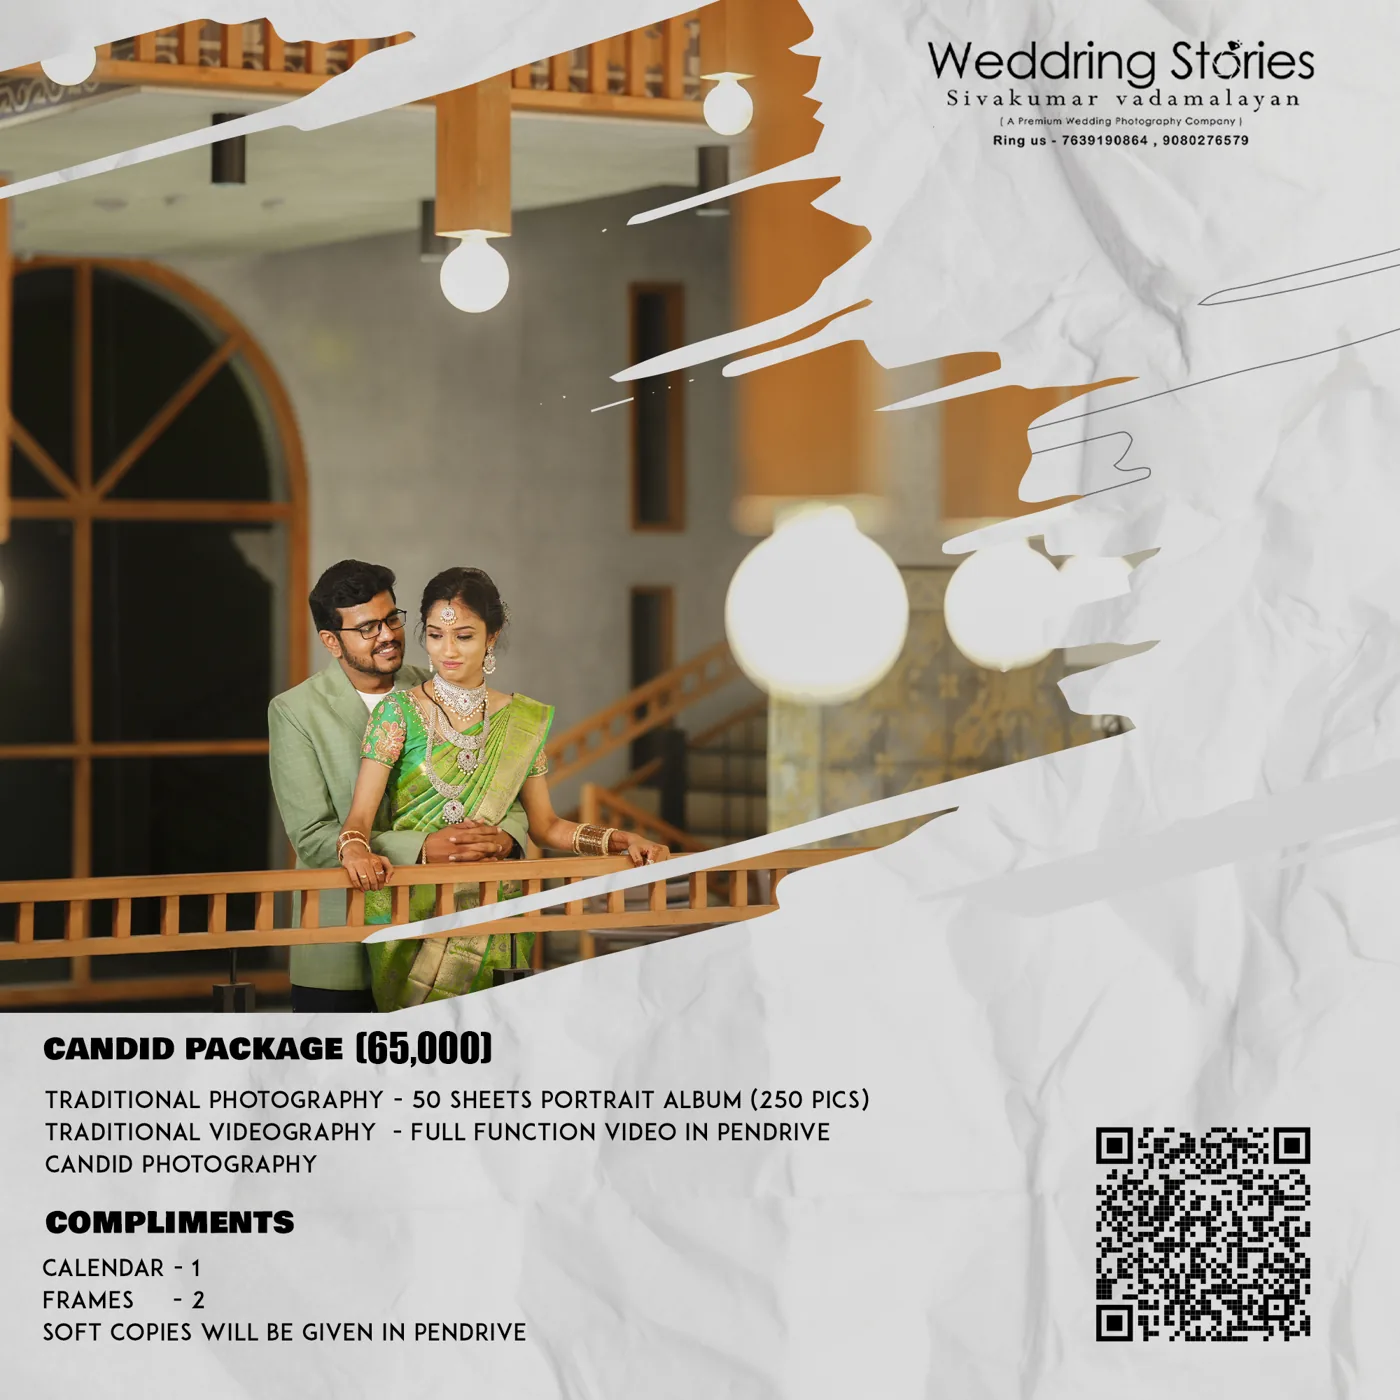 Weddring Stories
Sivakumar vadamalayan
( A Premium Wedding Photography Company )
Ring us - 7639190864 , 9080276579
CANDID PACKAGE (65,000)
TRADITIONAL PHOTOGRAPHY - 50 SHEETS PORTRAIT ALBUM (250 PICS)
TRADITIONAL VIDEOGRAPHY - FULL FUNCTION VIDEO IN PENDRIVE
CANDID PHOTOGRAPHY
COMPLIMENTS
CALENDAR - 1
FRAMES - 2
SOFT COPIES WILL BE GIVEN IN PENDRIVE